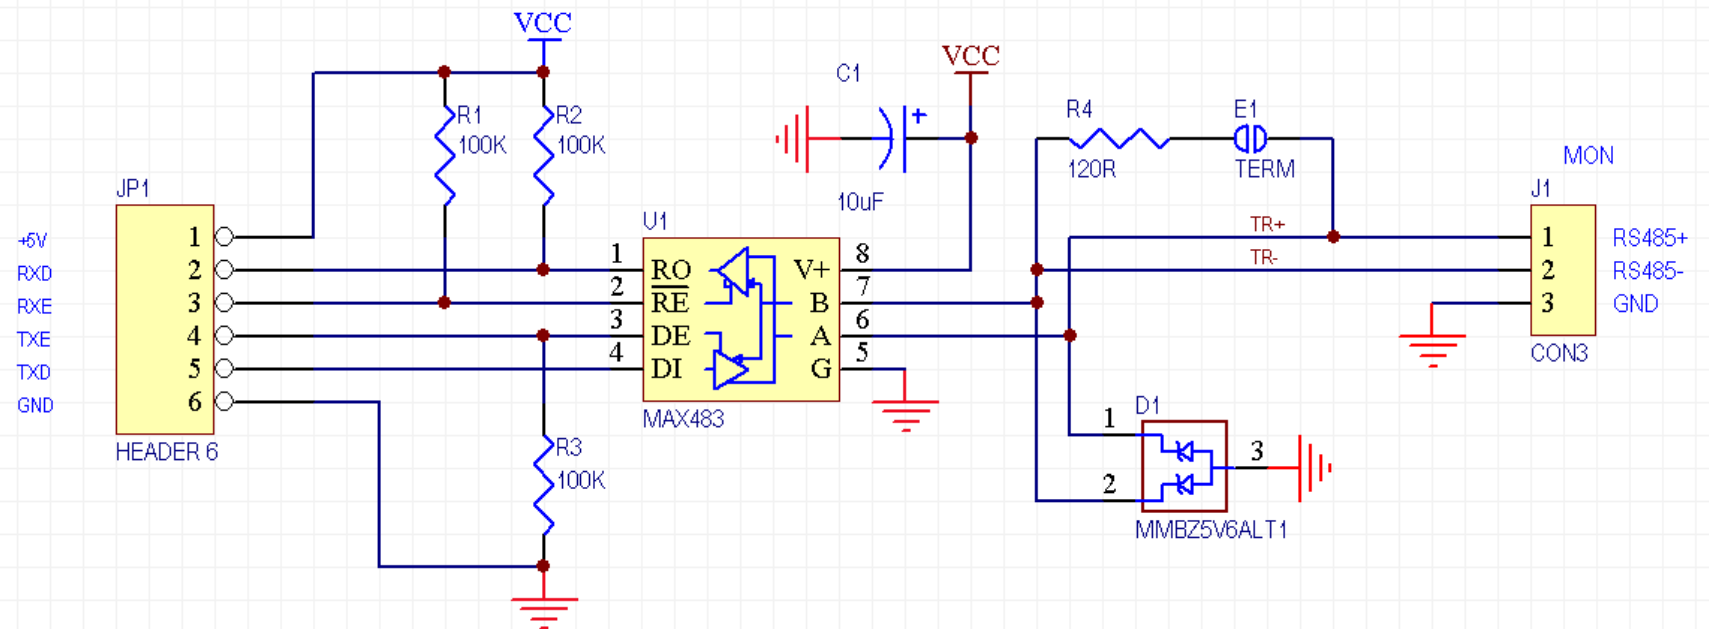 VCC
VCC
C1
R1
100K
R2
100K
+
10uF
R4
120R
E1
TERM
MON
JP1
+5V 1
RXD 2
RXE 3
TXE 4
TXD 5
GND 6
HEADER 6
U1
1 RO V+ 8
2 RE B 7
3 DE A 6
4 DI G 5
MAX483
TR+
TR-
J1
1 RS485+
2 RS485-
3 GND
CON3
D1
1
2
3
MMBZ5V6ALT1
R3
100K